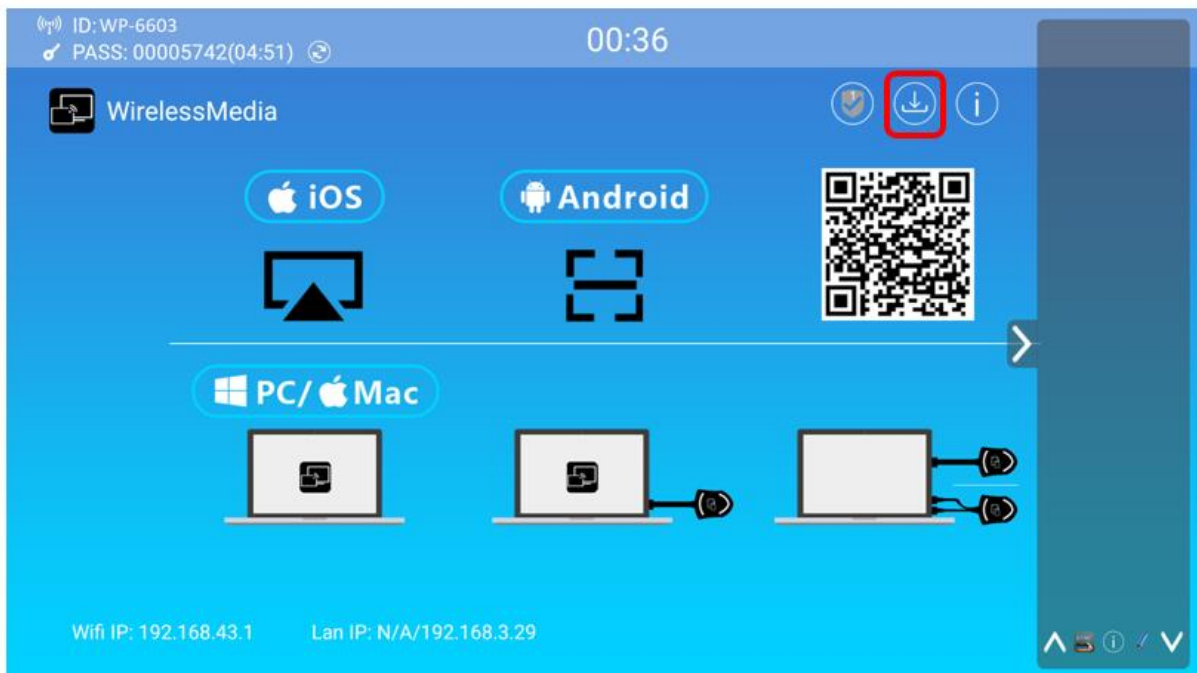 ID: WP-6603
PASS: 00005742(04:51)
00:36
WirelessMedia
iOS
Android
PC/ Mac
Wifi IP: 192.168.43.1 Lan IP: N/A/192.168.3.29